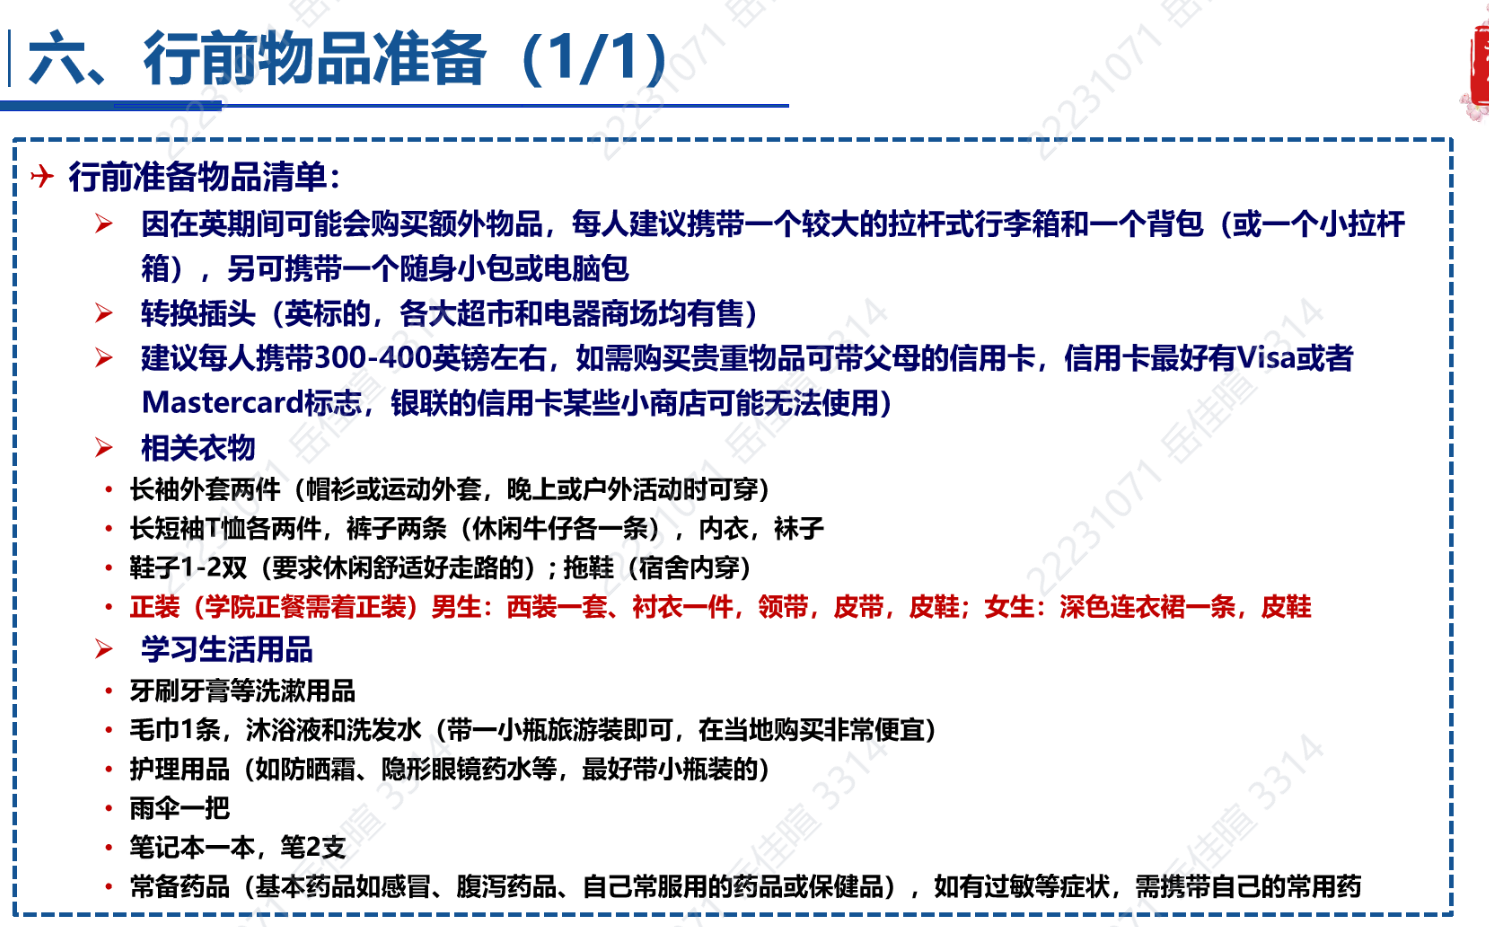 六、行前物品准备（1/1）
行前准备物品清单：
因在英期间可能会购买额外物品，每人建议携带一个较大的拉杆式行李箱和一个背包（或一个小拉杆
箱），另可携带一个随身小包或电脑包
转换插头（英标的，各大超市和电器商场均有售）
建议每人携带300-400英镑左右，如需购买贵重物品可带父母的信用卡，信用卡最好有Visa或者
Mastercard标志，银联的信用卡某些小商店可能无法使用）
相关衣物
长袖外套两件（帽衫或运动外套，晚上或户外活动时可穿）
长短袖T恤各两件，裤子两条（休闲牛仔各一条），内衣，袜子
鞋子1-2双（要求休闲舒适好走路的）；拖鞋（宿舍内穿）
正装（学院正餐需着正装）男生：西装一套、衬衣一件，领带，皮带，皮鞋；女生：深色连衣裙一条，皮鞋
学习生活用品
牙刷牙膏等洗漱用品
毛巾1条，沐浴液和洗发水（带一小瓶旅游装即可，在当地购买非常便宜）
护理用品（如防晒霜、隐形眼镜药水等，最好带小瓶装的）
雨伞一把
笔记本一本，笔2支
常备药品（基本药品如感冒、腹泻药品、自己常服用的药品或保健品），如有过敏等症状，需携带自己的常用药
22231071 岳佳暄 3314